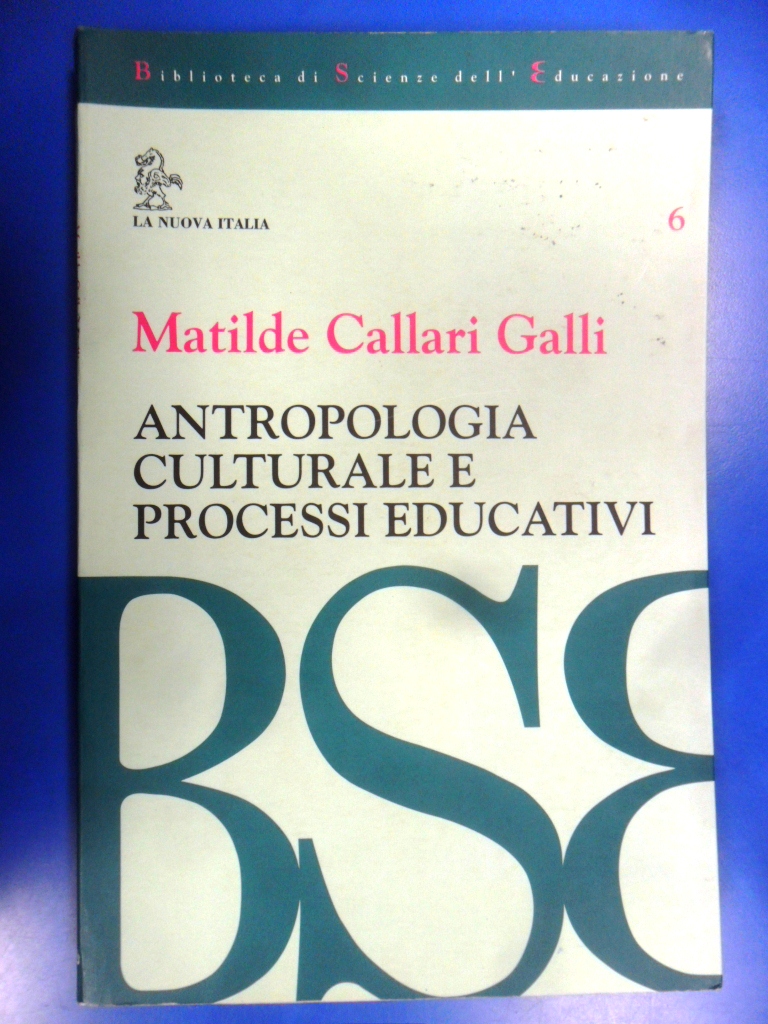 Biblioteca di Scienze dell'Educazione
LA NUOVA ITALIA
6
Matilde Callari Galli
ANTROPOLOGIA
CULTURALE E
PROCESSI EDUCATIVI
BSE